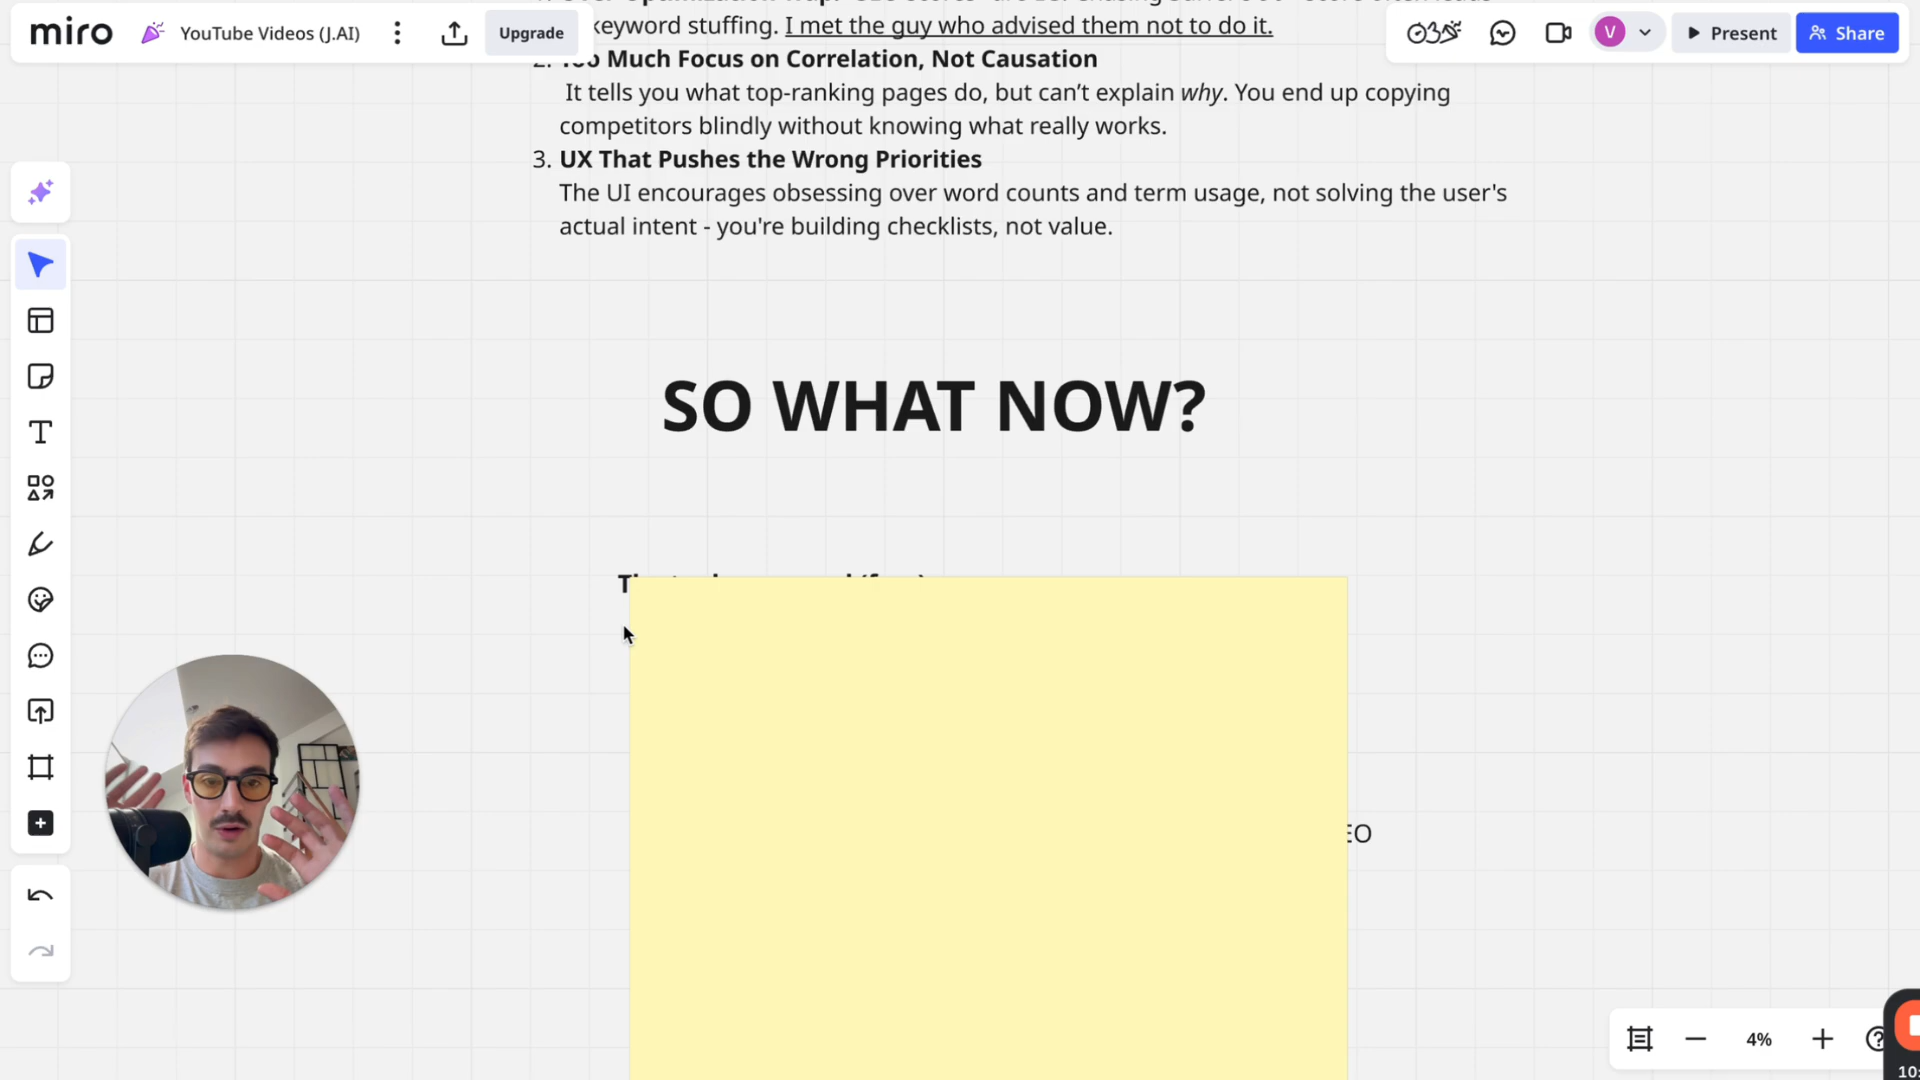 miro
YouTube Videos (J.AI)
Upgrade
V
Present
Share
keyword stuffing. I met the guy who advised them not to do it.
Much Focus on Correlation, Not Causation
It tells you what top-ranking pages do, but can’t explain why. You end up copying
competitors blindly without knowing what really works.
3. UX That Pushes the Wrong Priorities
The UI encourages obsessing over word counts and term usage, not solving the user's
actual intent - you're building checklists, not value.
SO WHAT NOW?
EO
4%